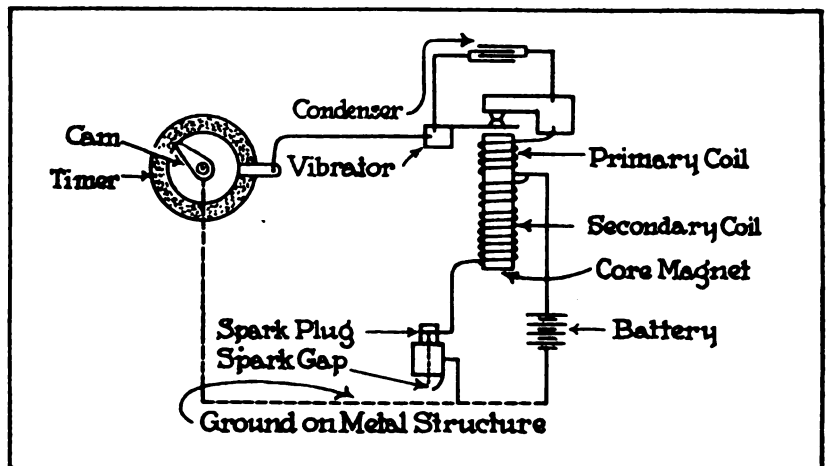 Condenser
Cam
Timer
Vibrator
Primary Coil
Secondary Coil
Core Magnet
Spark Plug
Battery
Spark Gap
Ground on Metal Structure